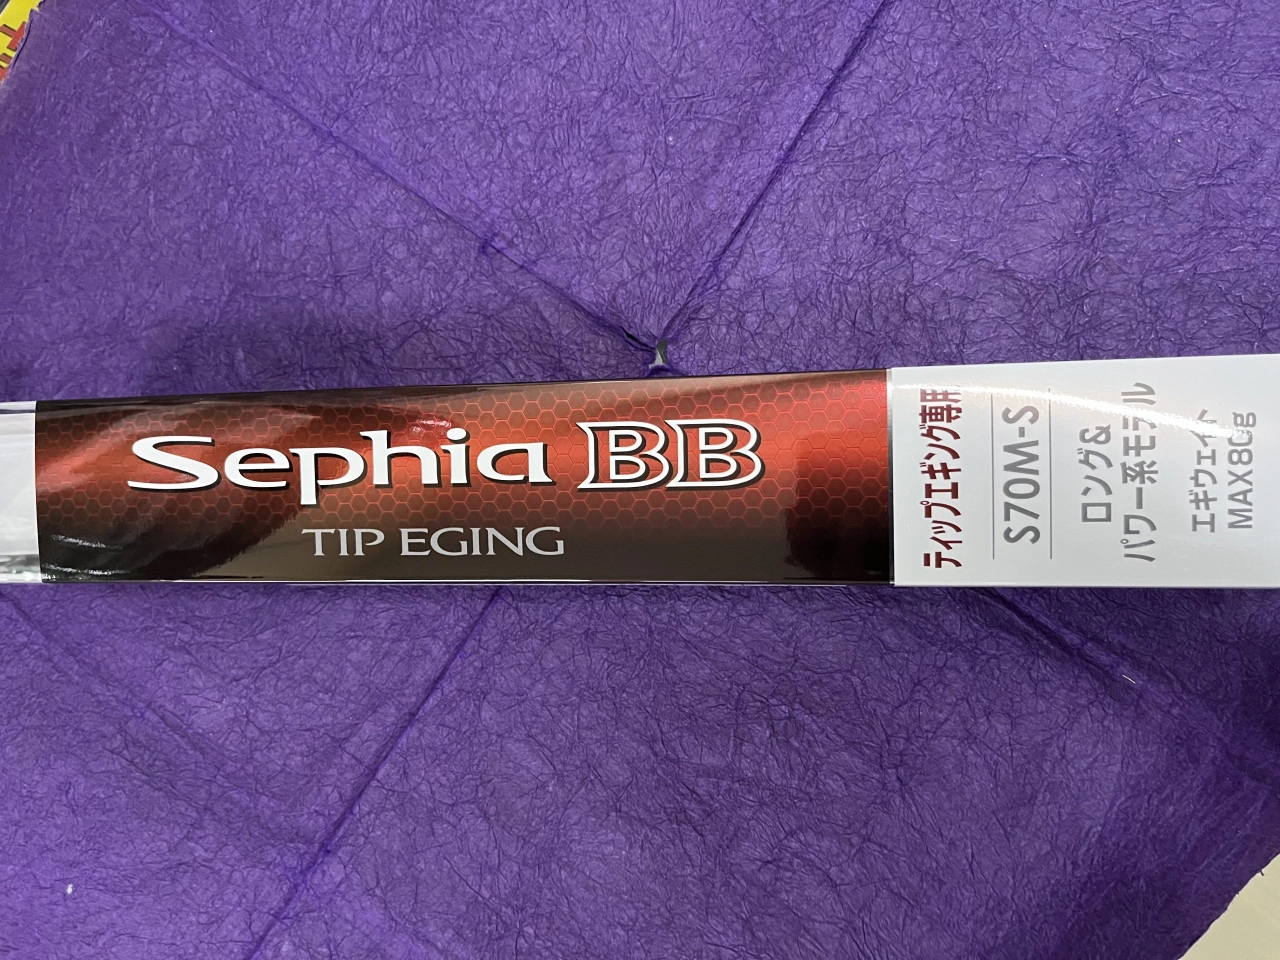 Sephia BB
TIP EGING
ティップエギング専用
S70M-S
ロング&
パワー系モデル
エギウェイト
MAX80g